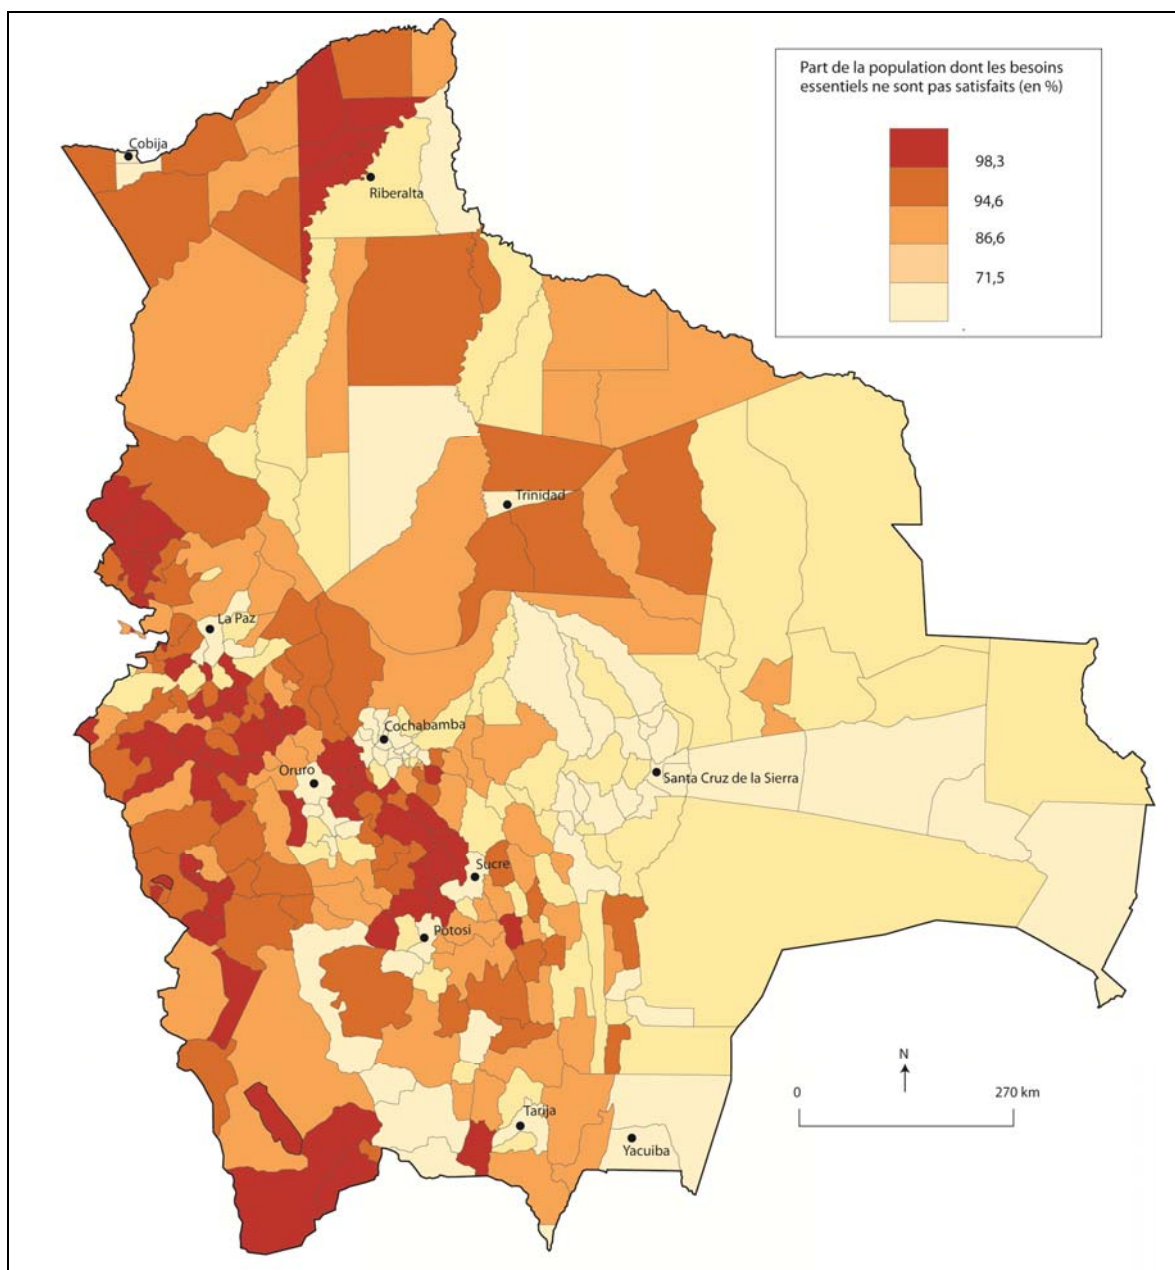 Part de la population dont les besoins
essentiels ne sont pas satisfaits (en %)
98,3
94,6
86,6
71,5
Cobija
Riberalta
Trinidad
La Paz
Cochabamba
Oruro
Santa Cruz de la Sierra
Sucre
Potosi
N
0 270 km
Tarija
Yacuiba